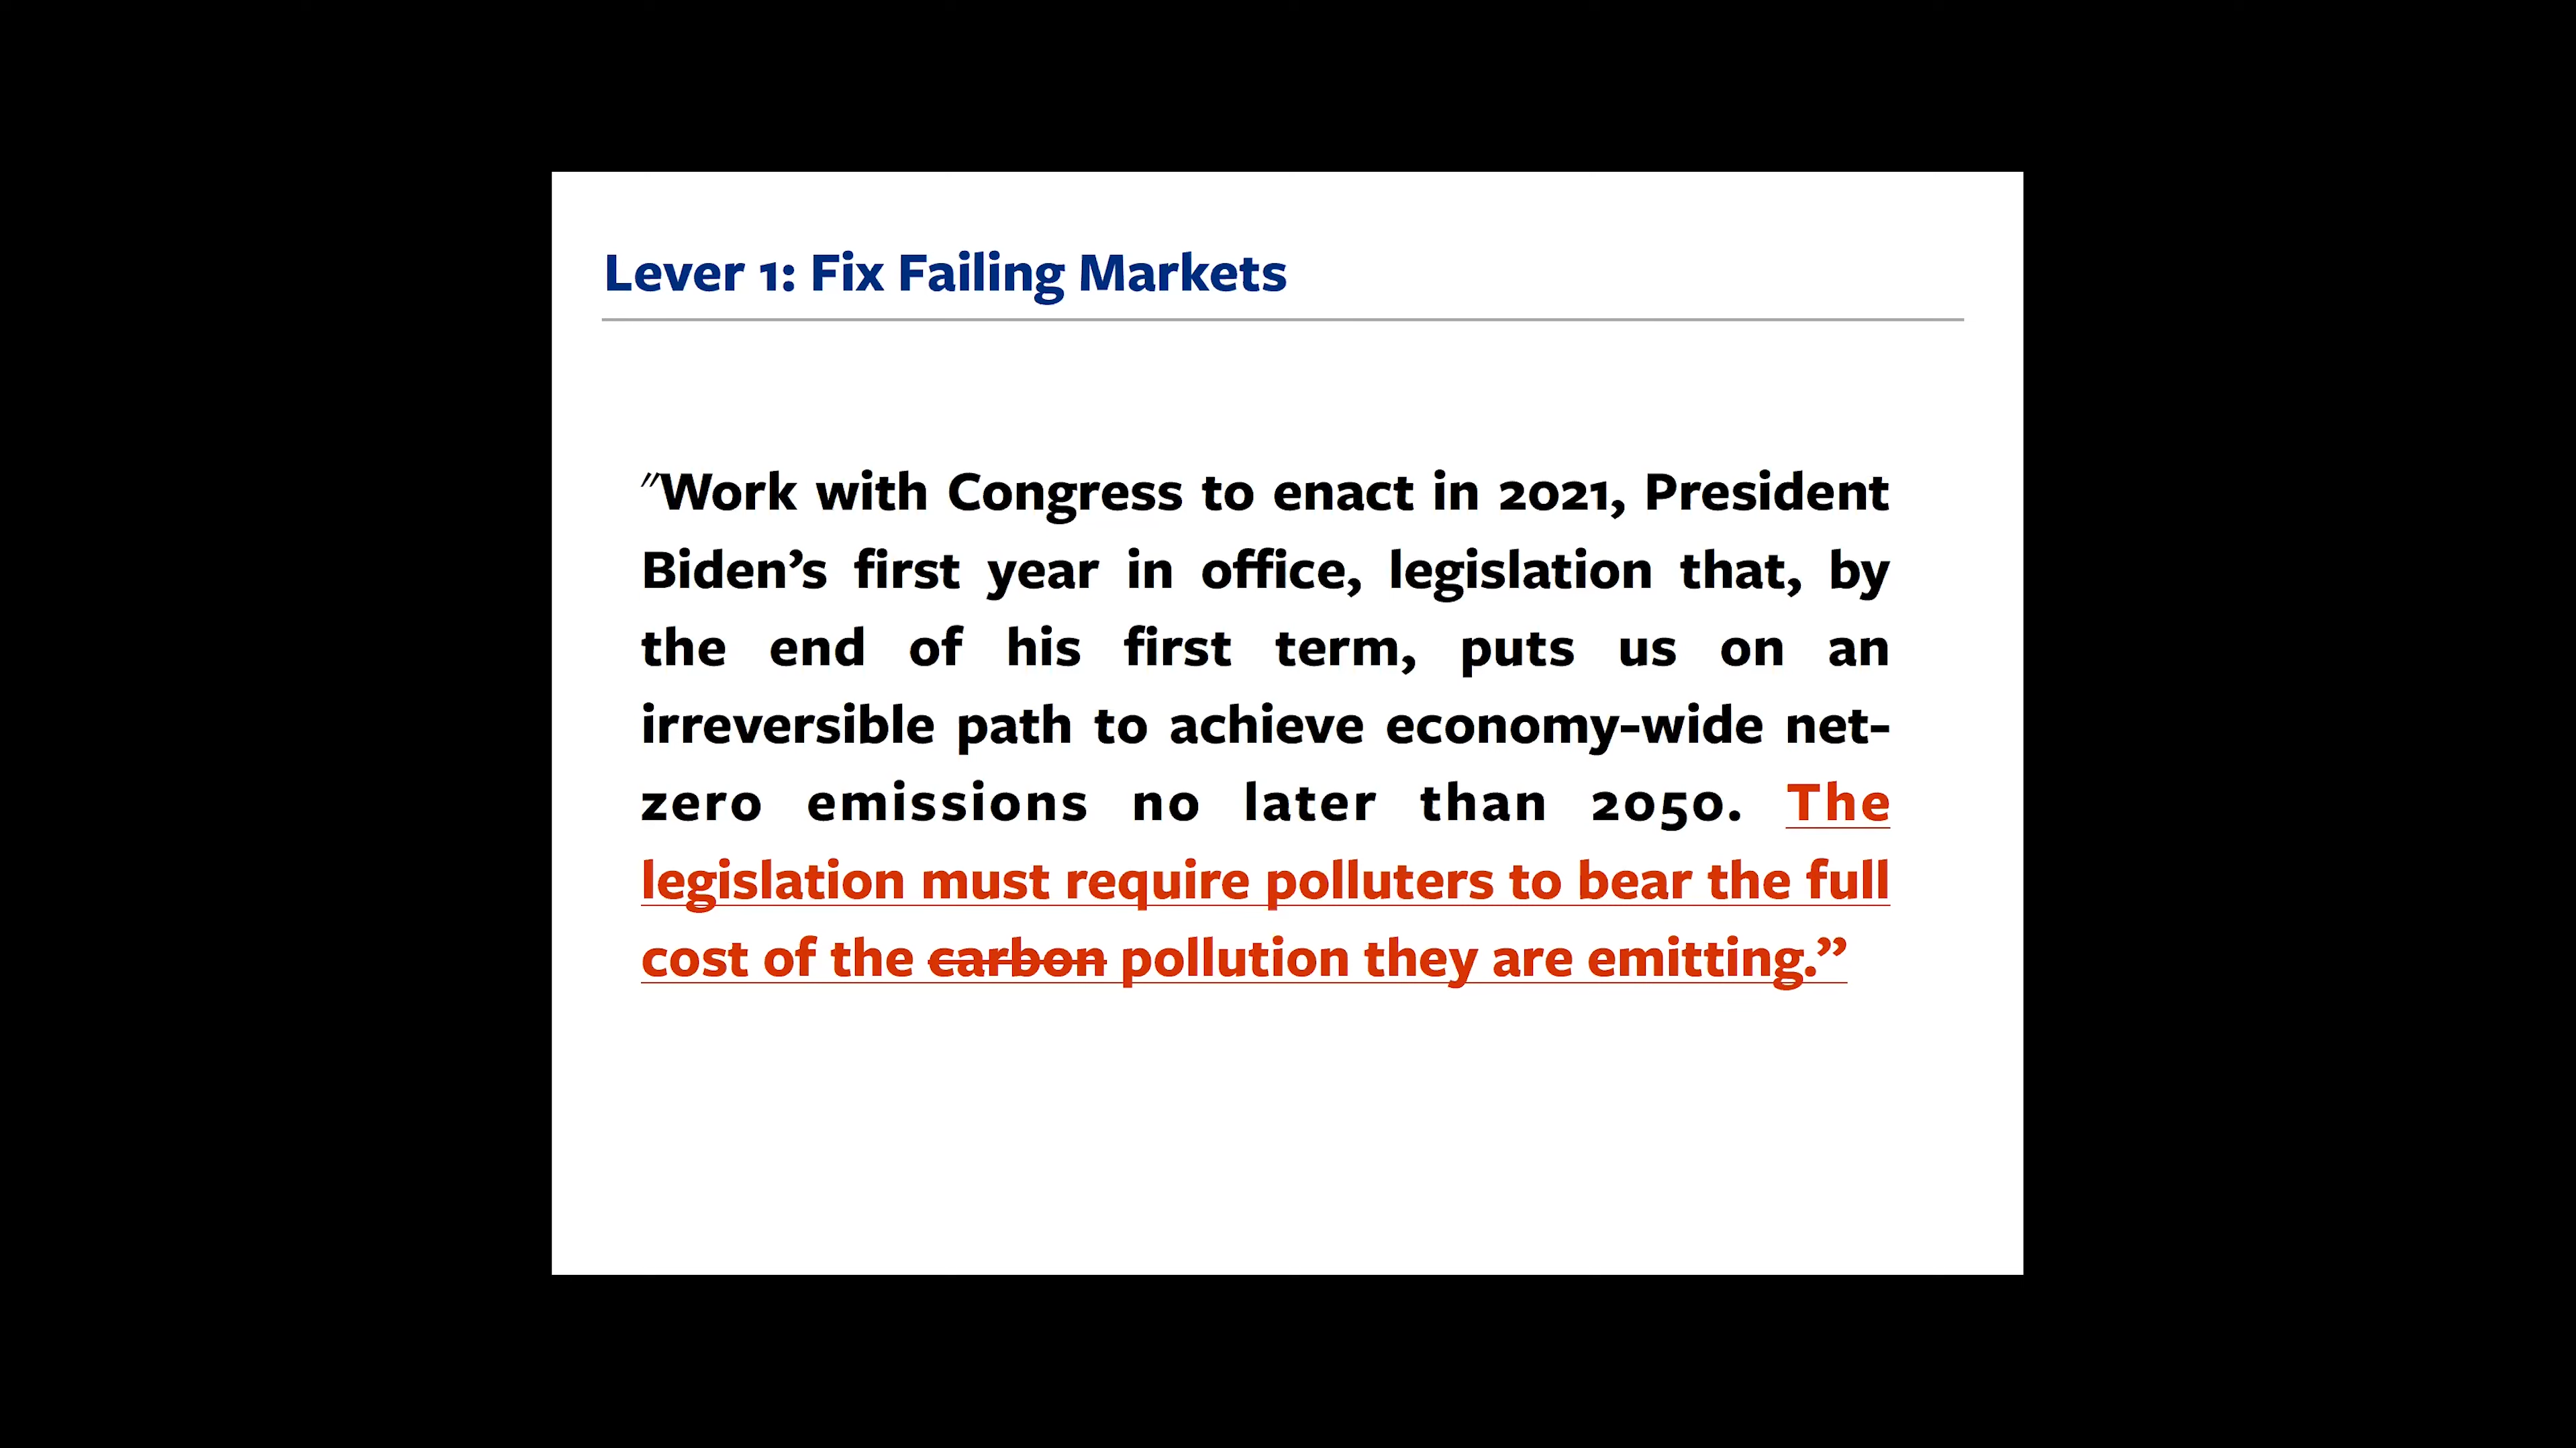 Lever 1: Fix Failing Markets
"Work with Congress to enact in 2021, President
Biden’s first year in office, legislation that, by
the end of his first term, puts us on an
irreversible path to achieve economy-wide net-
zero emissions no later than 2050. The
legislation must require polluters to bear the full
cost of the carbon pollution they are emitting.”